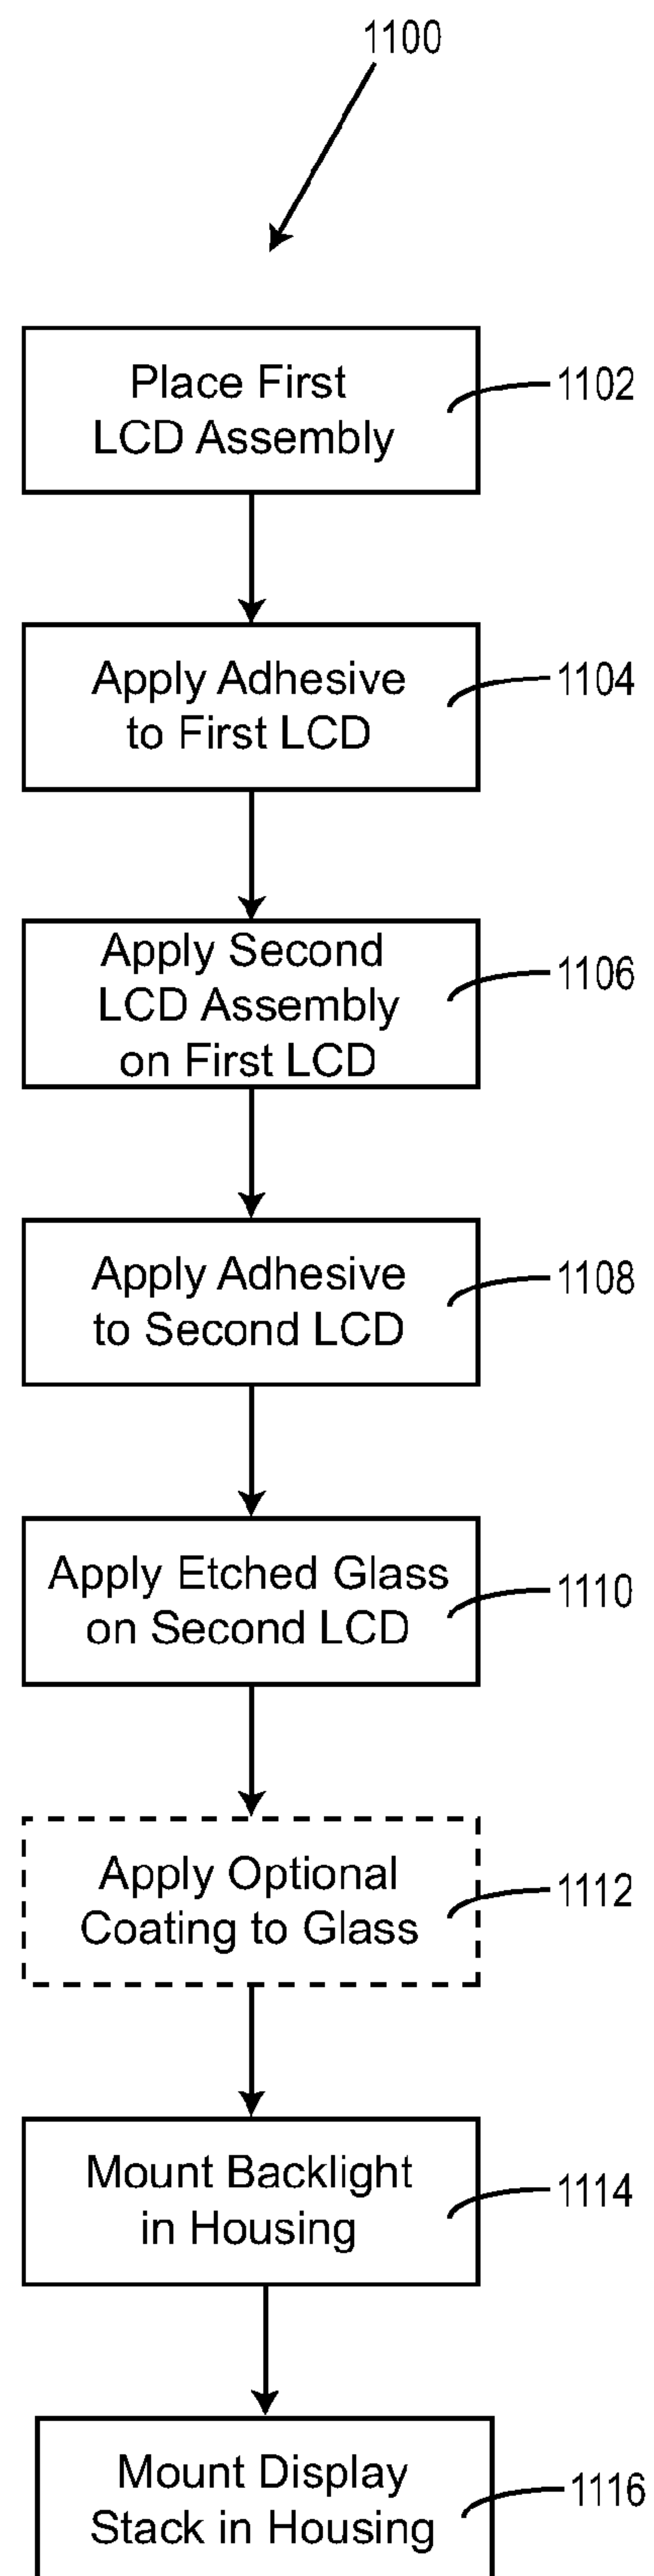 1100
Place First
LCD Assembly
1102
Apply Adhesive
to First LCD
1104
Apply Second
LCD Assembly
on First LCD
1106
Apply Adhesive
to Second LCD
1108
Apply Etched Glass
on Second LCD
1110
Apply Optional
Coating to Glass
1112
Mount Backlight
in Housing
1114
Mount Display
Stack in Housing
1116